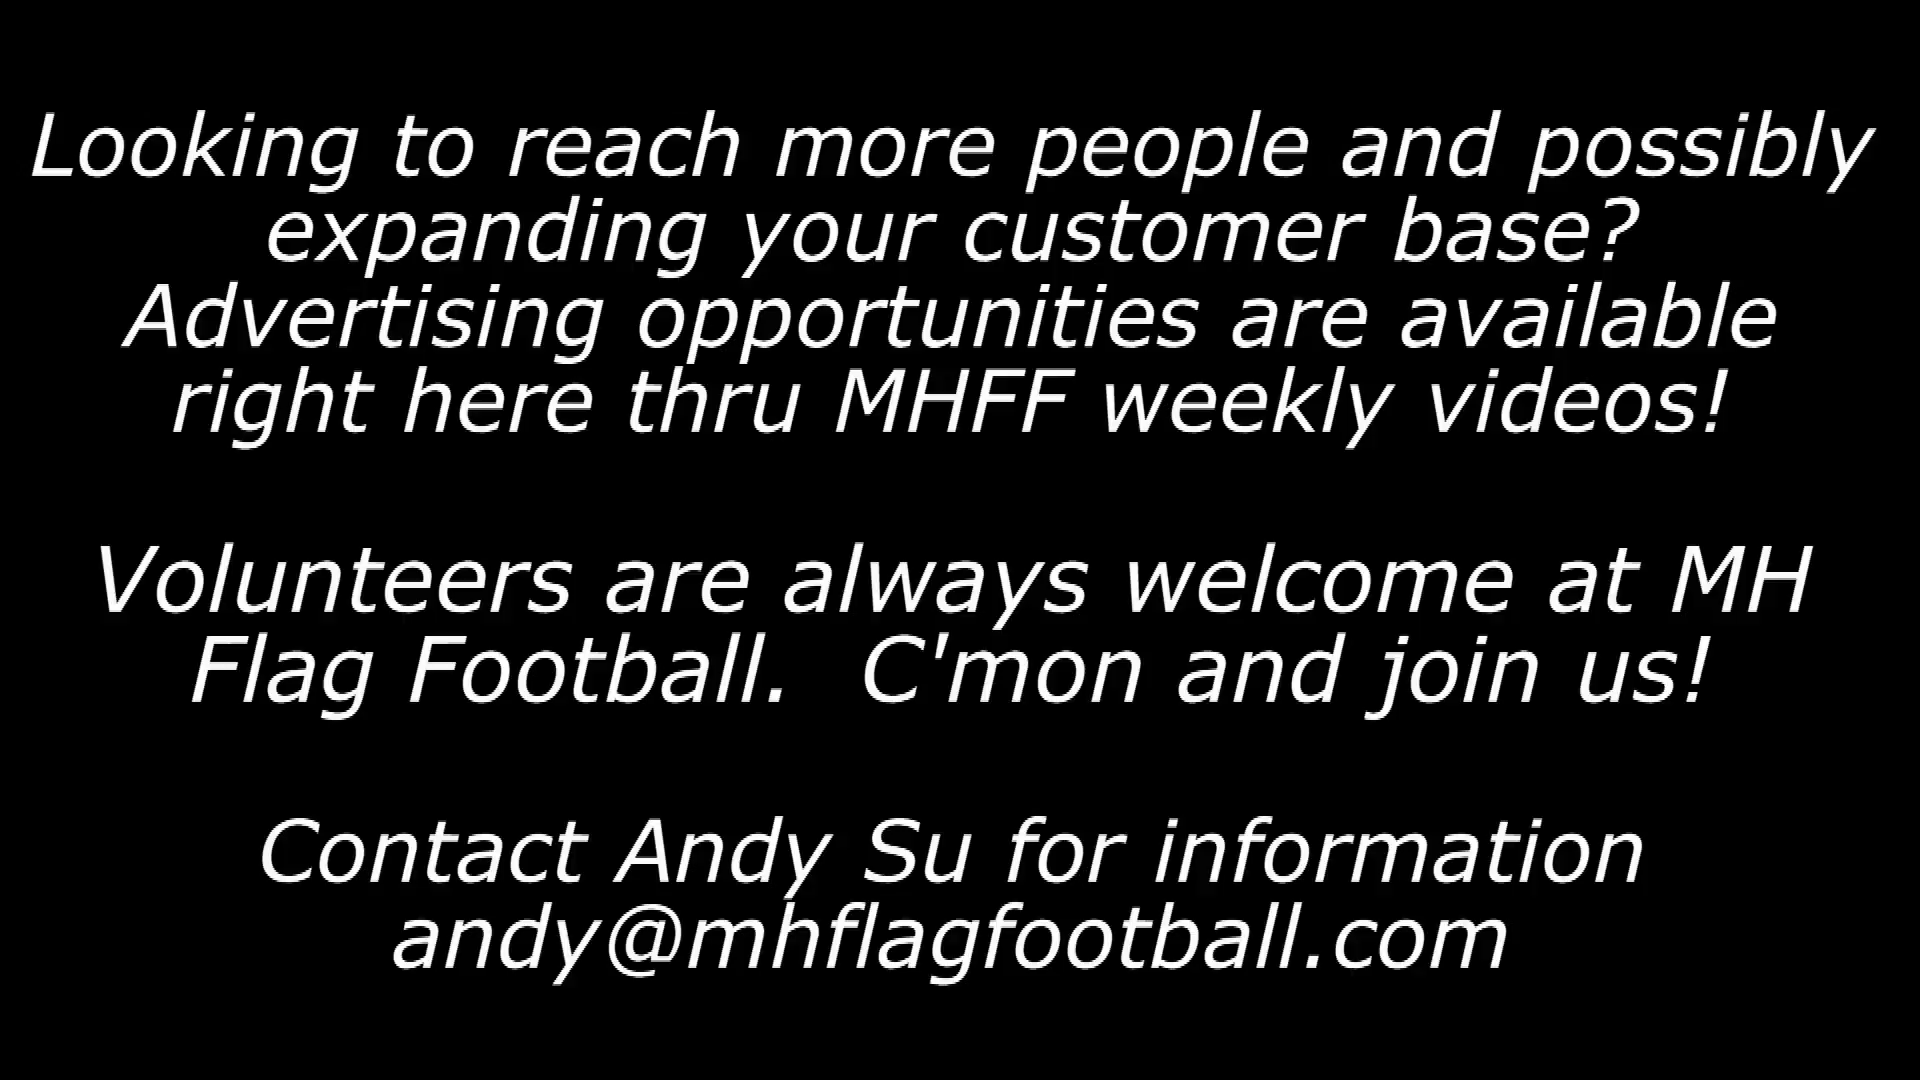 Looking to reach more people and possibly
expanding your customer base?
Advertising opportunities are available
right here thru MHFF weekly videos!
Volunteers are always welcome at MH
Flag Football.  C'mon and join us!
Contact Andy Su for information
andy@mhflagfootball.com